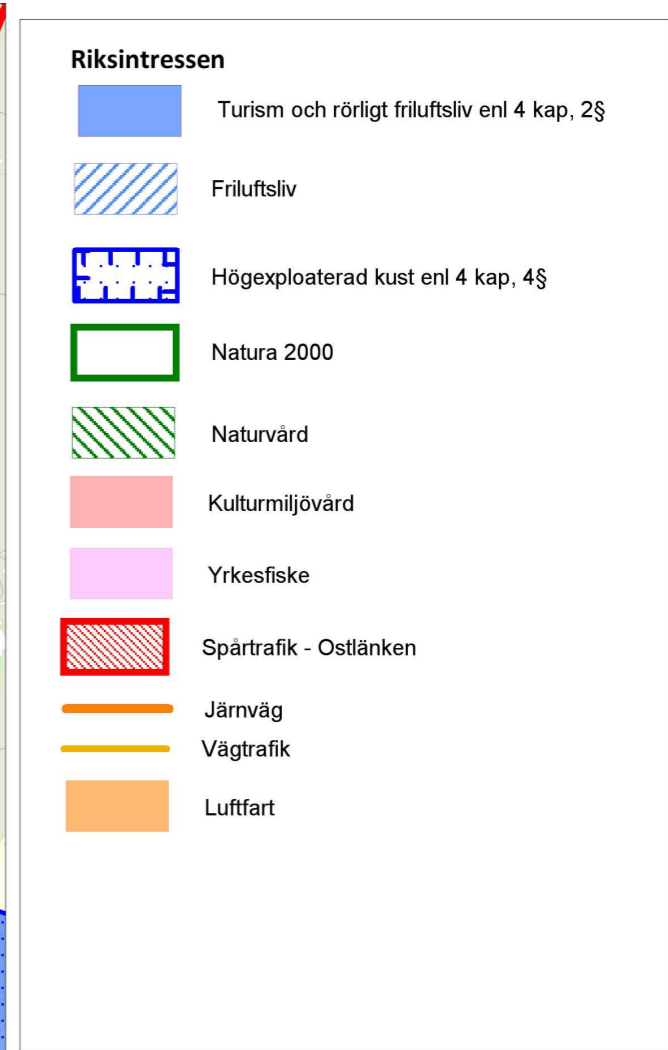 Riksintressen
Turism och rörligt friluftsliv enl 4 kap, 2§
Friluftsliv
Högexploaterad kust enl 4 kap, 4§
Natura 2000
Naturvård
Kulturmiljövård
Yrkesfiske
Spårtrafik - Ostlänken
Järnväg
Vägtrafik
Luftfart